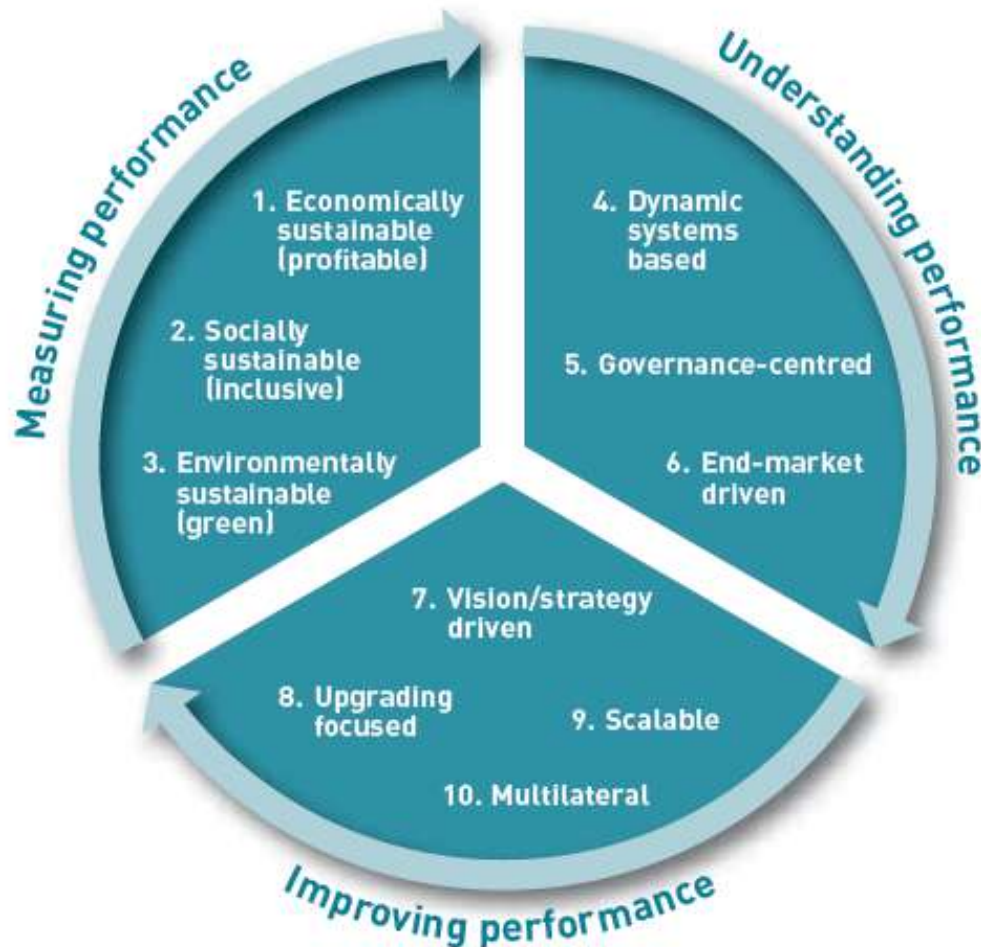 Measuring performance
1. Economically
sustainable
(profitable)
2. Socially
sustainable
(inclusive)
3. Environmentally
sustainable
(green)
Understanding performance
4. Dynamic
systems
based
5. Governance-centred
6. End-market
driven
7. Vision/strategy
driven
8. Upgrading
focused
9. Scalable
10. Multilateral
Improving performance